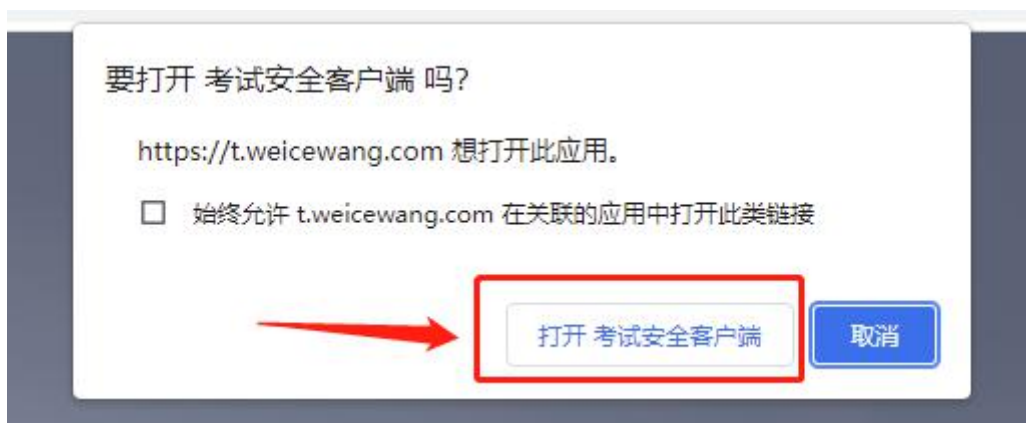 要打开 考试安全客户端 吗?
https://t.weicewang.com 想打开此应用。
始终允许 t.weicewang.com 在关联的应用中打开此类链接
打开 考试安全客户端
取消